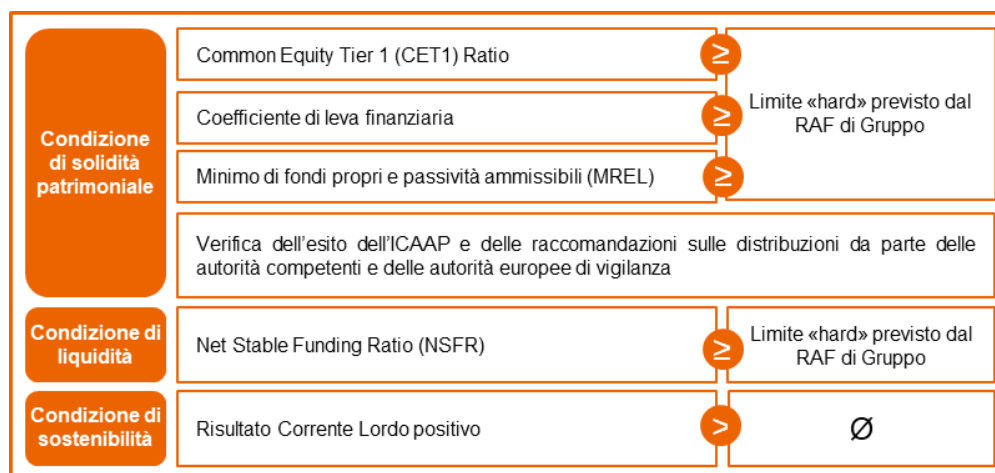 Condizione
di solidità
patrimoniale
Common Equity Tier 1 (CET1) Ratio
≥
Coefficiente di leva finanziaria
≥
Minimo di fondi propri e passività ammissibili (MREL)
≥
Limite «hard» previsto dal
RAF di Gruppo
Verifica dell'esito dell'ICAAP e delle raccomandazioni sulle distribuzioni da parte delle
autorità competenti e delle autorità europee di vigilanza
Condizione di
liquidità
Net Stable Funding Ratio (NSFR)
≥
Limite «hard» previsto dal
RAF di Gruppo
Condizione di
sostenibilità
Risultato Corrente Lordo positivo
>
Ø